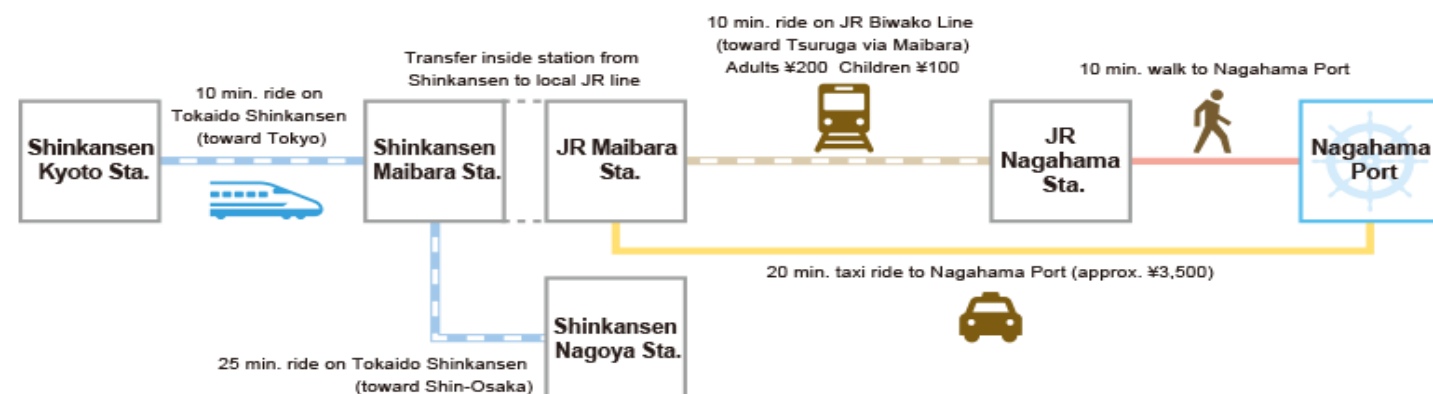 10 min. ride on JR Biwako Line
(toward Tsuruga via Maibara)
Adults ¥200 Children ¥100
Transfer inside station from
Shinkansen to local JR line
10 min. walk to Nagahama Port
10 min. ride on
Tokaido Shinkansen
(toward Tokyo)
Shinkansen
Kyoto Sta.
Shinkansen
Maibara Sta.
JR Maibara
Sta.
JR
Nagahama
Sta.
Nagahama
Port
20 min. taxi ride to Nagahama Port (approx. ¥3,500)
Shinkansen
Nagoya Sta.
25 min. ride on Tokaido Shinkansen
(toward Shin-Osaka)